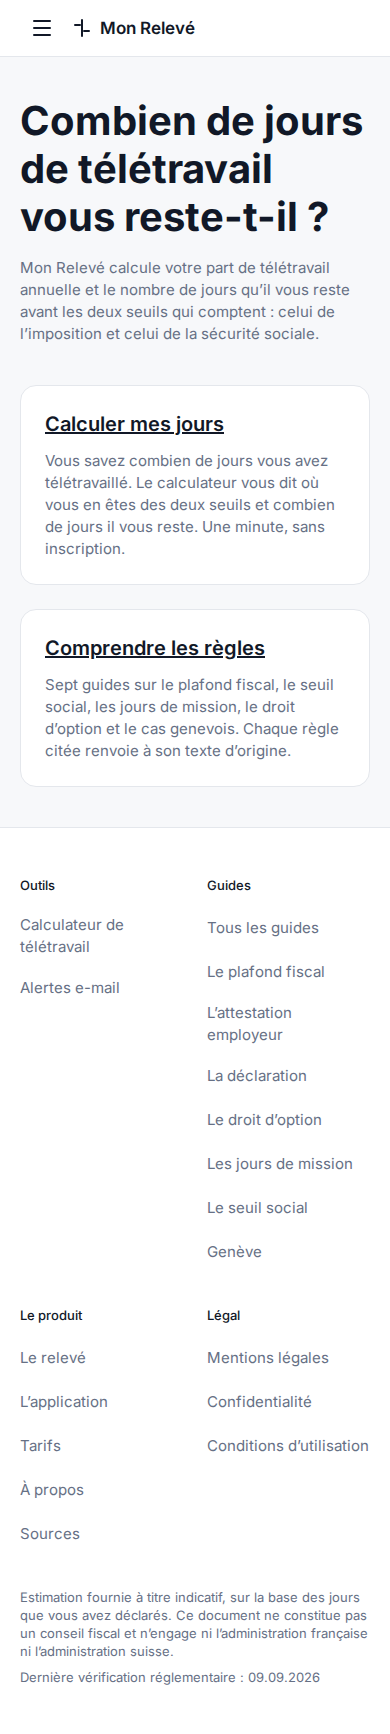 Mon Relevé
Combien de jours
de télétravail
vous reste-t-il ?
Mon Relevé calcule votre part de télétravail
annuelle et le nombre de jours qu’il vous reste
avant les deux seuils qui comptent : celui de
l’imposition et celui de la sécurité sociale.
Calculer mes jours
Vous savez combien de jours vous avez
télétravaillé. Le calculateur vous dit où
vous en êtes des deux seuils et combien
de jours il vous reste. Une minute, sans
inscription.
Comprendre les règles
Sept guides sur le plafond fiscal, le seuil
social, les jours de mission, le droit
d’option et le cas genevois. Chaque règle
citée renvoie à son texte d’origine.
Outils
Calculateur de
télétravail
Alertes e-mail
Guides
Tous les guides
Le plafond fiscal
L’attestation
employeur
La déclaration
Le droit d’option
Les jours de mission
Le seuil social
Genève
Le produit
Le relevé
L’application
Tarifs
À propos
Sources
Légal
Mentions légales
Confidentialité
Conditions d’utilisation
Estimation fournie à titre indicatif, sur la base des jours
que vous avez déclarés. Ce document ne constitue pas
un conseil fiscal et n’engage ni l’administration française
ni l’administration suisse.
Dernière vérification réglementaire : 09.09.2026